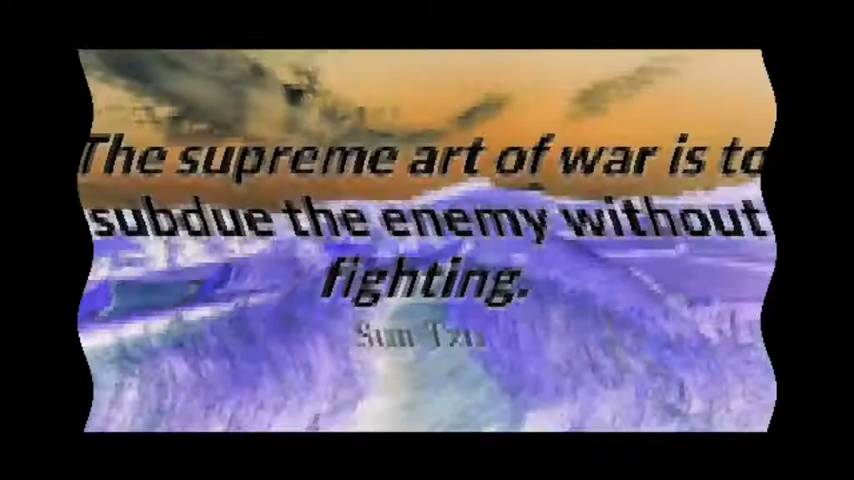 The supreme art of war is to
subdue the enemy without
fighting.
Sun Tzu